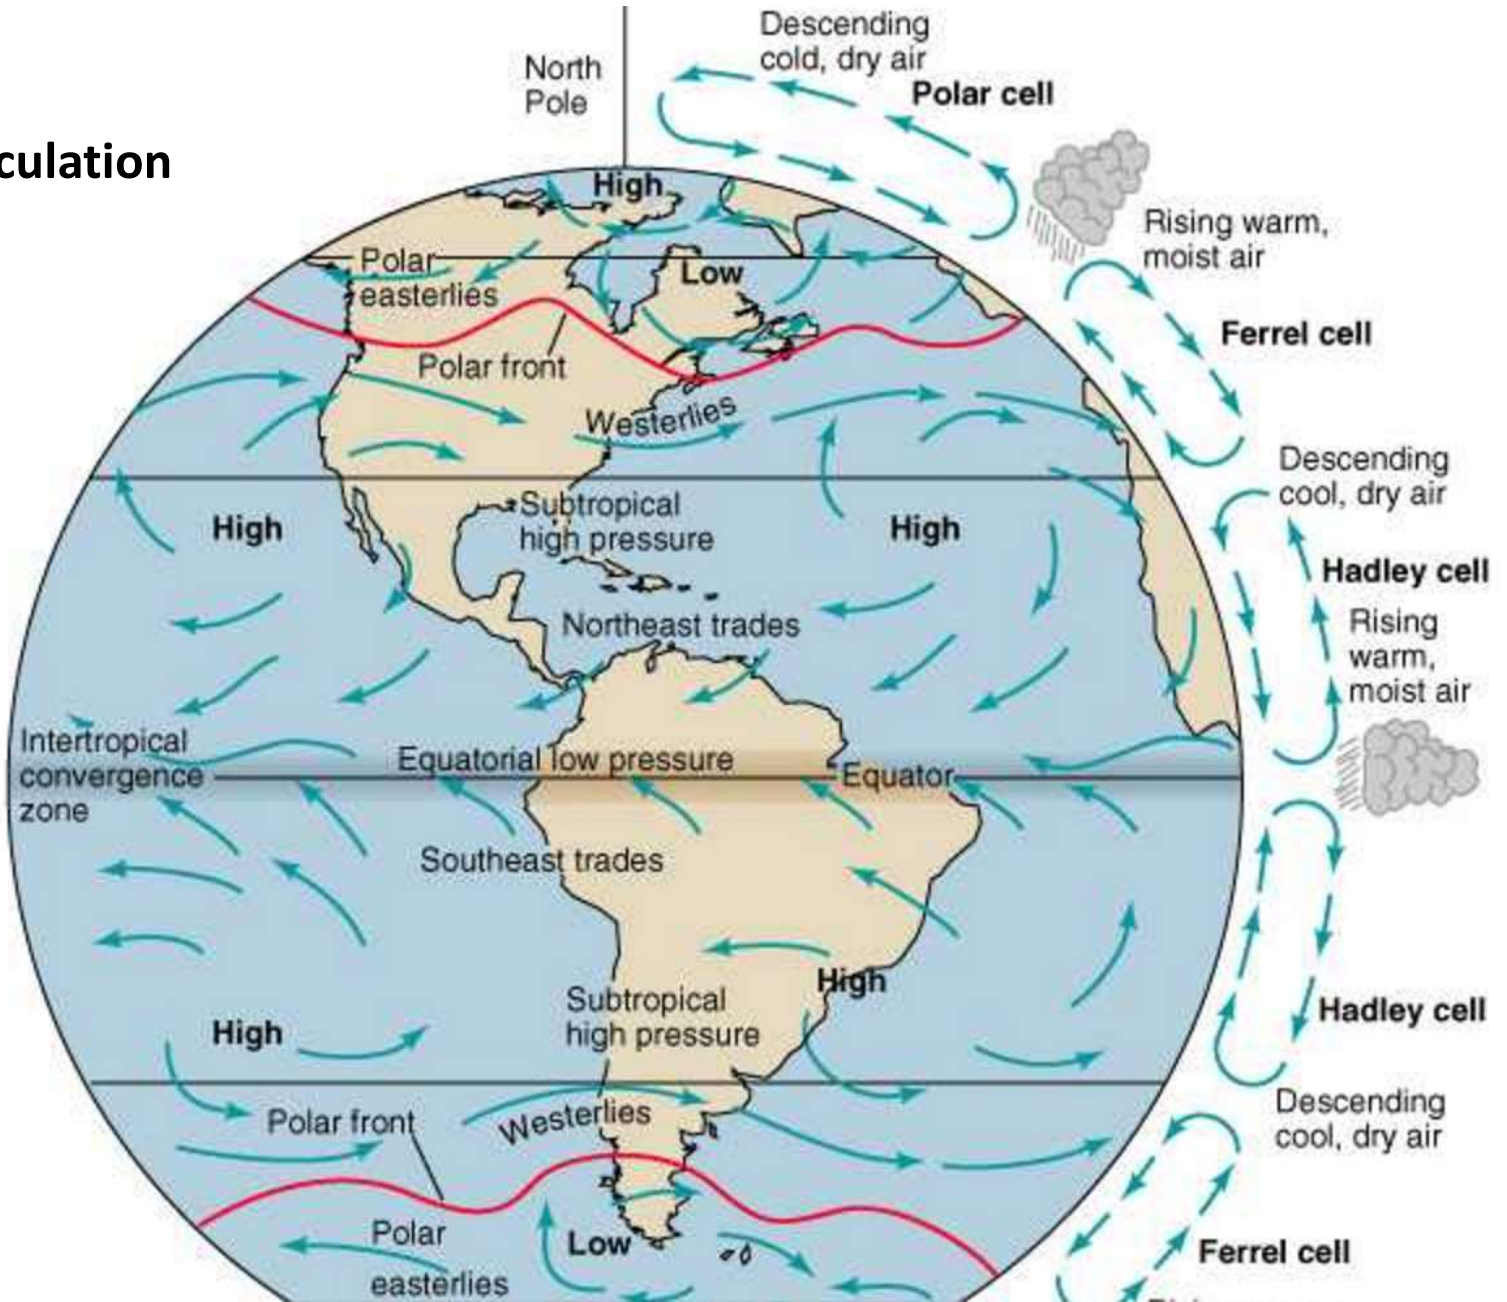 Descending
cold, dry air
North
Pole
Polar cell
culation
High
Rising warm,
moist air
Polar
easterlies
Low
Ferrel cell
Polar front
Westerlies
Descending
cool, dry air
High
Subtropical
high pressure
High
Hadley cell
Northeast trades
Rising
warm,
moist air
Intertropical
convergence
zone
Equatorial low pressure
Equator
Southeast trades
High
Subtropical
high pressure
High
Hadley cell
Descending
cool, dry air
Polar front
Westerlies
Polar
easterlies
Low
Ferrel cell